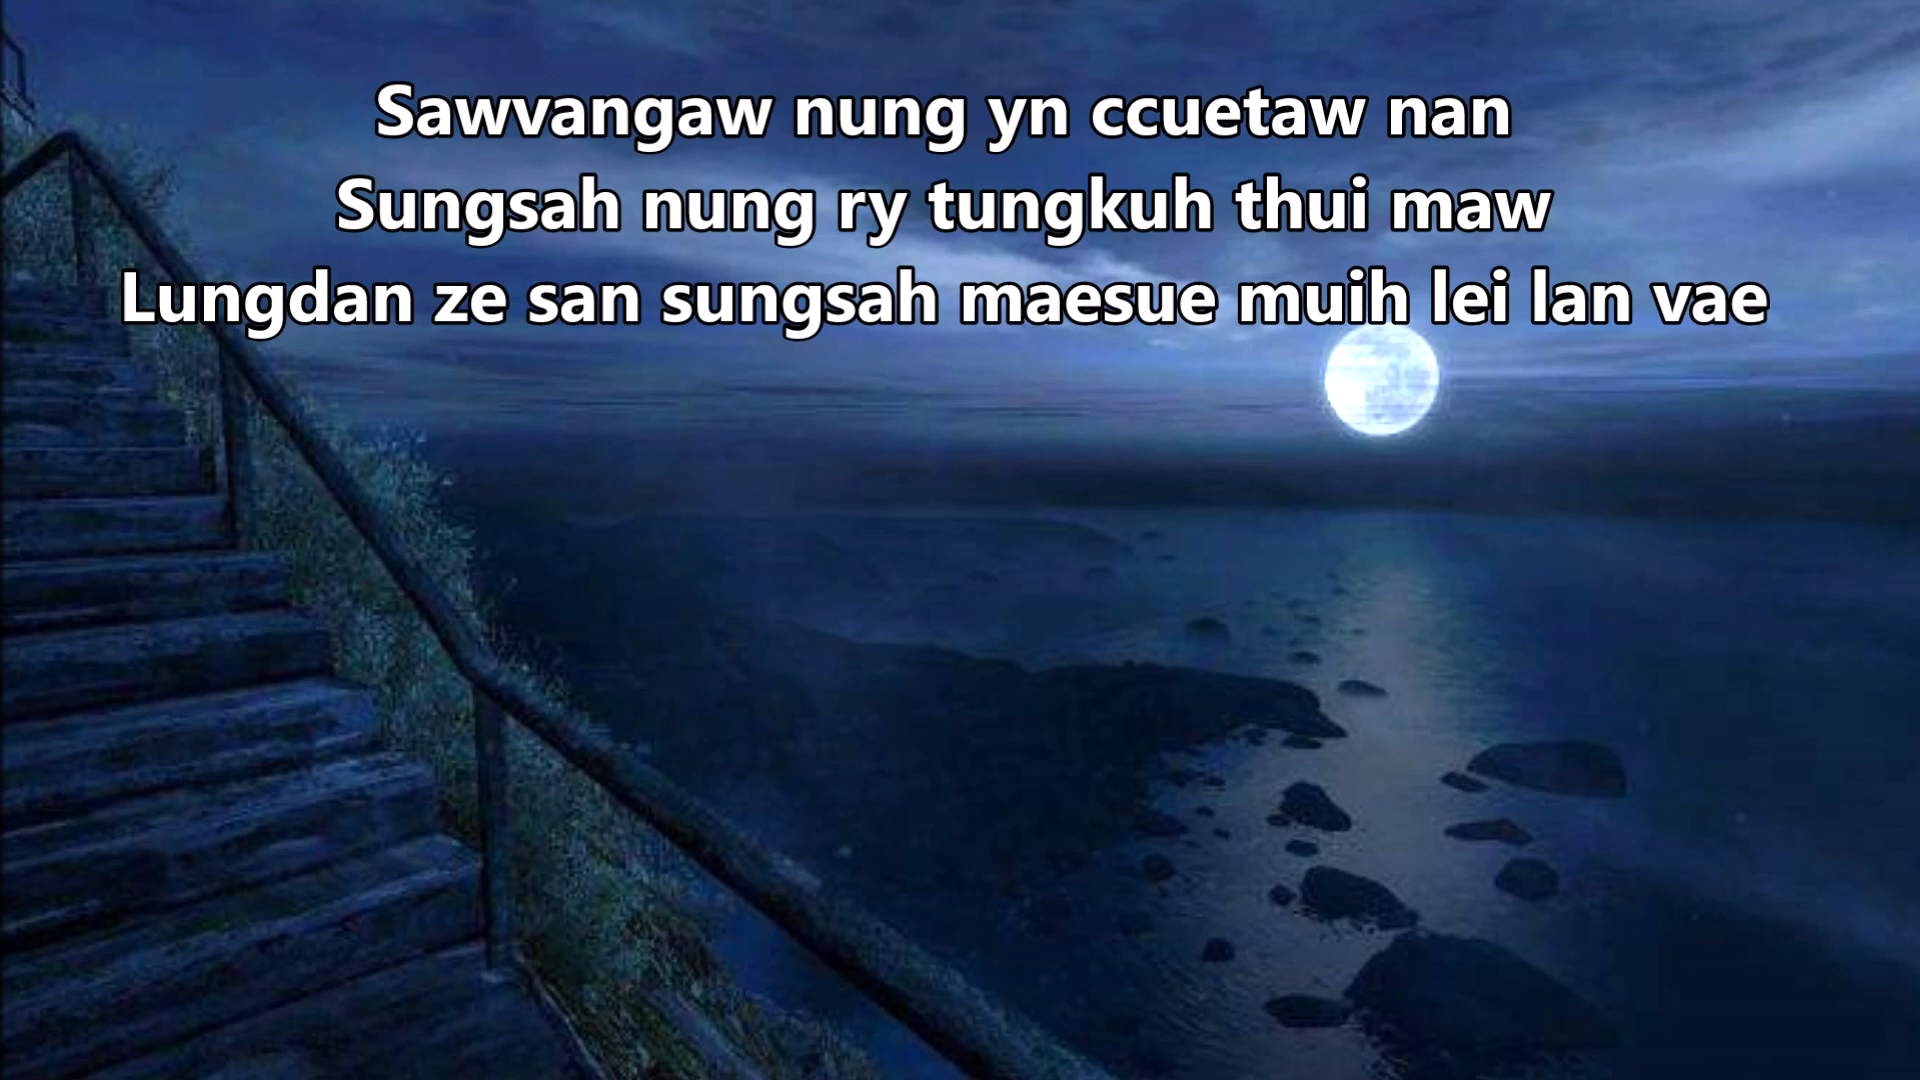 Sawvangaw nung yn ccuetaw nan
Sungsah nung ry tungkuh thui maw
Lungdan ze san sungsah maesue muih lei lan vae